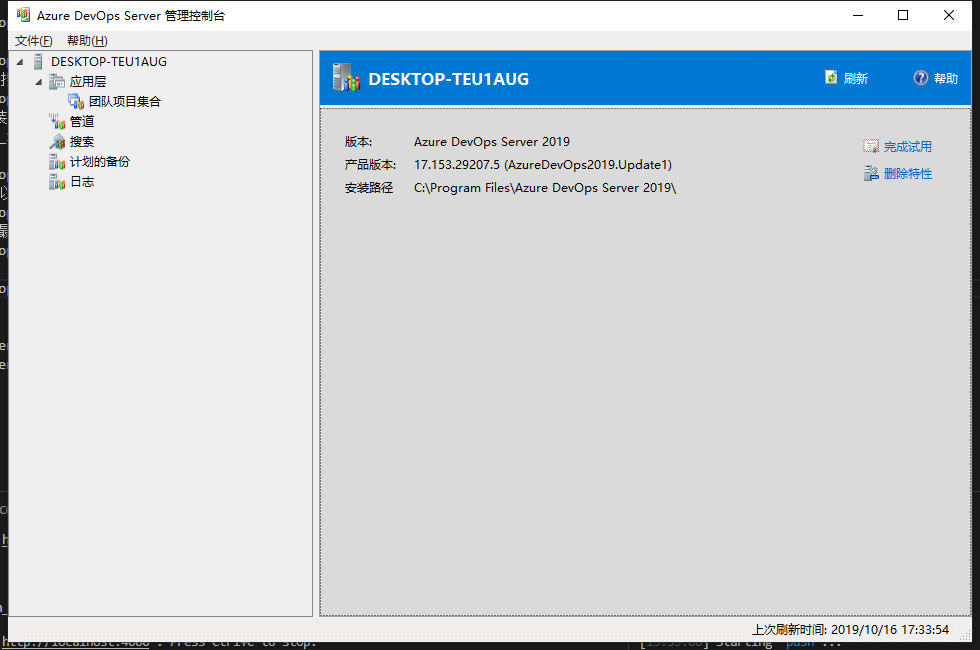 Azure DevOps Server 管理控制台
文件(F) 帮助(H)
DESKTOP-TEU1AUG
应用层
团队项目集合
管道
搜索
计划的备份
日志
DESKTOP-TEU1AUG
刷新 帮助
版本: Azure DevOps Server 2019
产品版本: 17.153.29207.5 (AzureDevOps2019.Update1)
安装路径 C:\Program Files\Azure DevOps Server 2019\
完成试用
删除特性
上次刷新时间: 2019/10/16 17:33:54